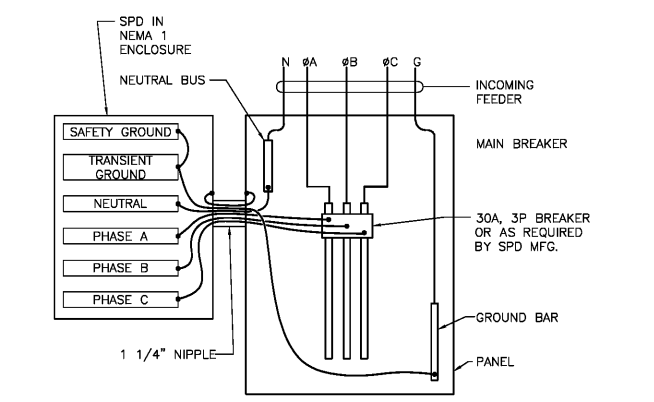 SPD IN
NEMA 1
ENCLOSURE
NEUTRAL BUS
N ØA ØB ØC G
INCOMING
FEEDER
MAIN BREAKER
SAFETY GROUND
TRANSIENT
GROUND
NEUTRAL
PHASE A
PHASE B
PHASE C
30A, 3P BREAKER
OR AS REQUIRED
BY SPD MFG.
GROUND BAR
1 1/4" NIPPLE
PANEL